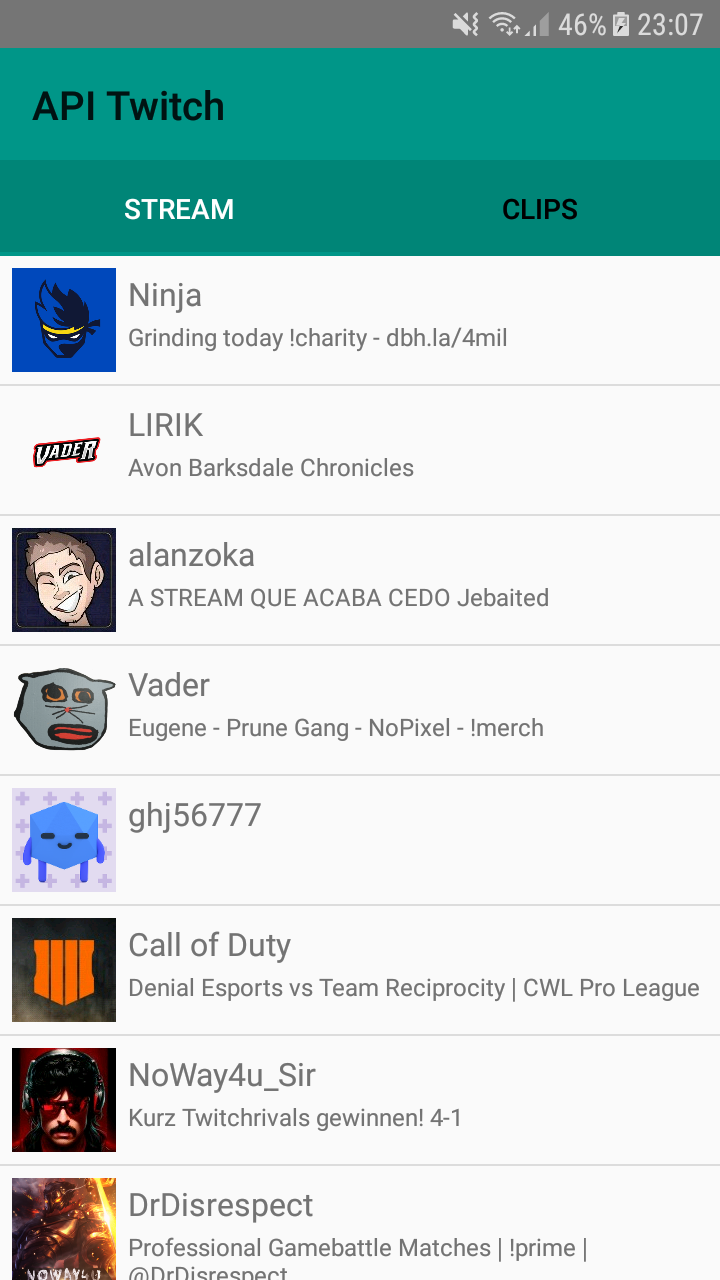 46% 23:07
API Twitch
STREAM CLIPS
Ninja
Grinding today !charity - dbh.la/4mil
LIRIK
VADER
Avon Barksdale Chronicles
alanzoka
A STREAM QUE ACABA CEDO Jebaited
Vader
Eugene - Prune Gang - NoPixel - !merch
ghj56777
Call of Duty
Denial Esports vs Team Reciprocity | CWL Pro League
NoWay4u_Sir
Kurz Twitchrivals gewinnen! 4-1
DrDisrespect
Professional Gamebattle Matches | !prime |
@DrDisrespect
NOWAY4U